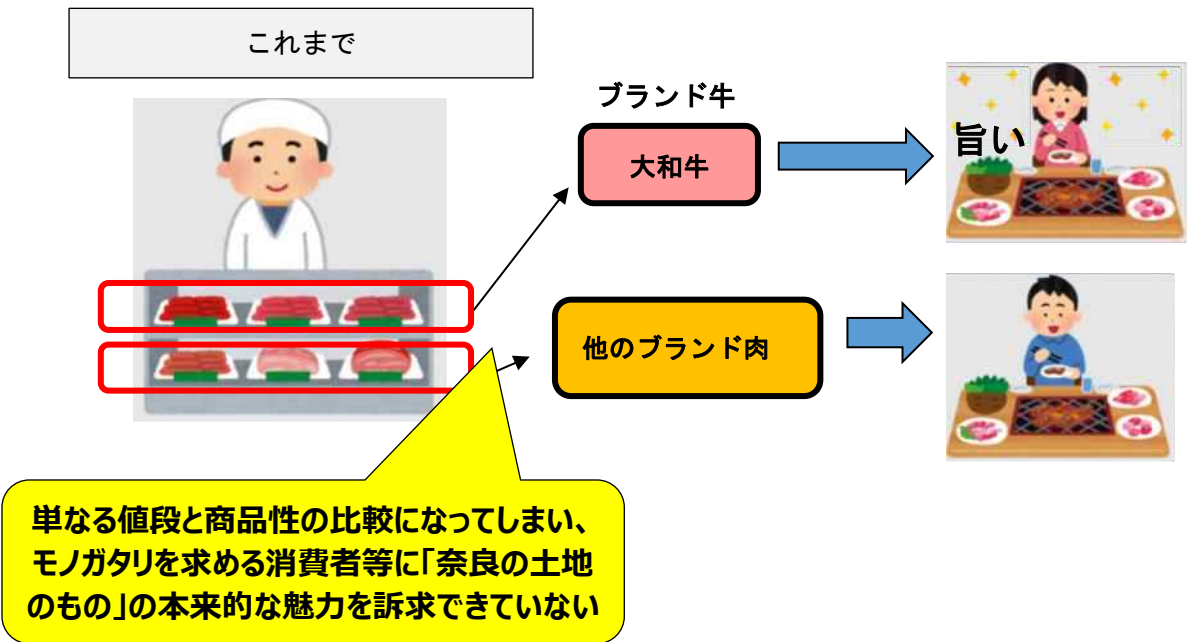 これまで
ブランド牛
大和牛
旨い
他のブランド肉
単なる値段と商品性の比較になってしまい、
モノガタリを求める消費者等に「奈良の土地
のもの」の本来的な魅力を訴求できていない